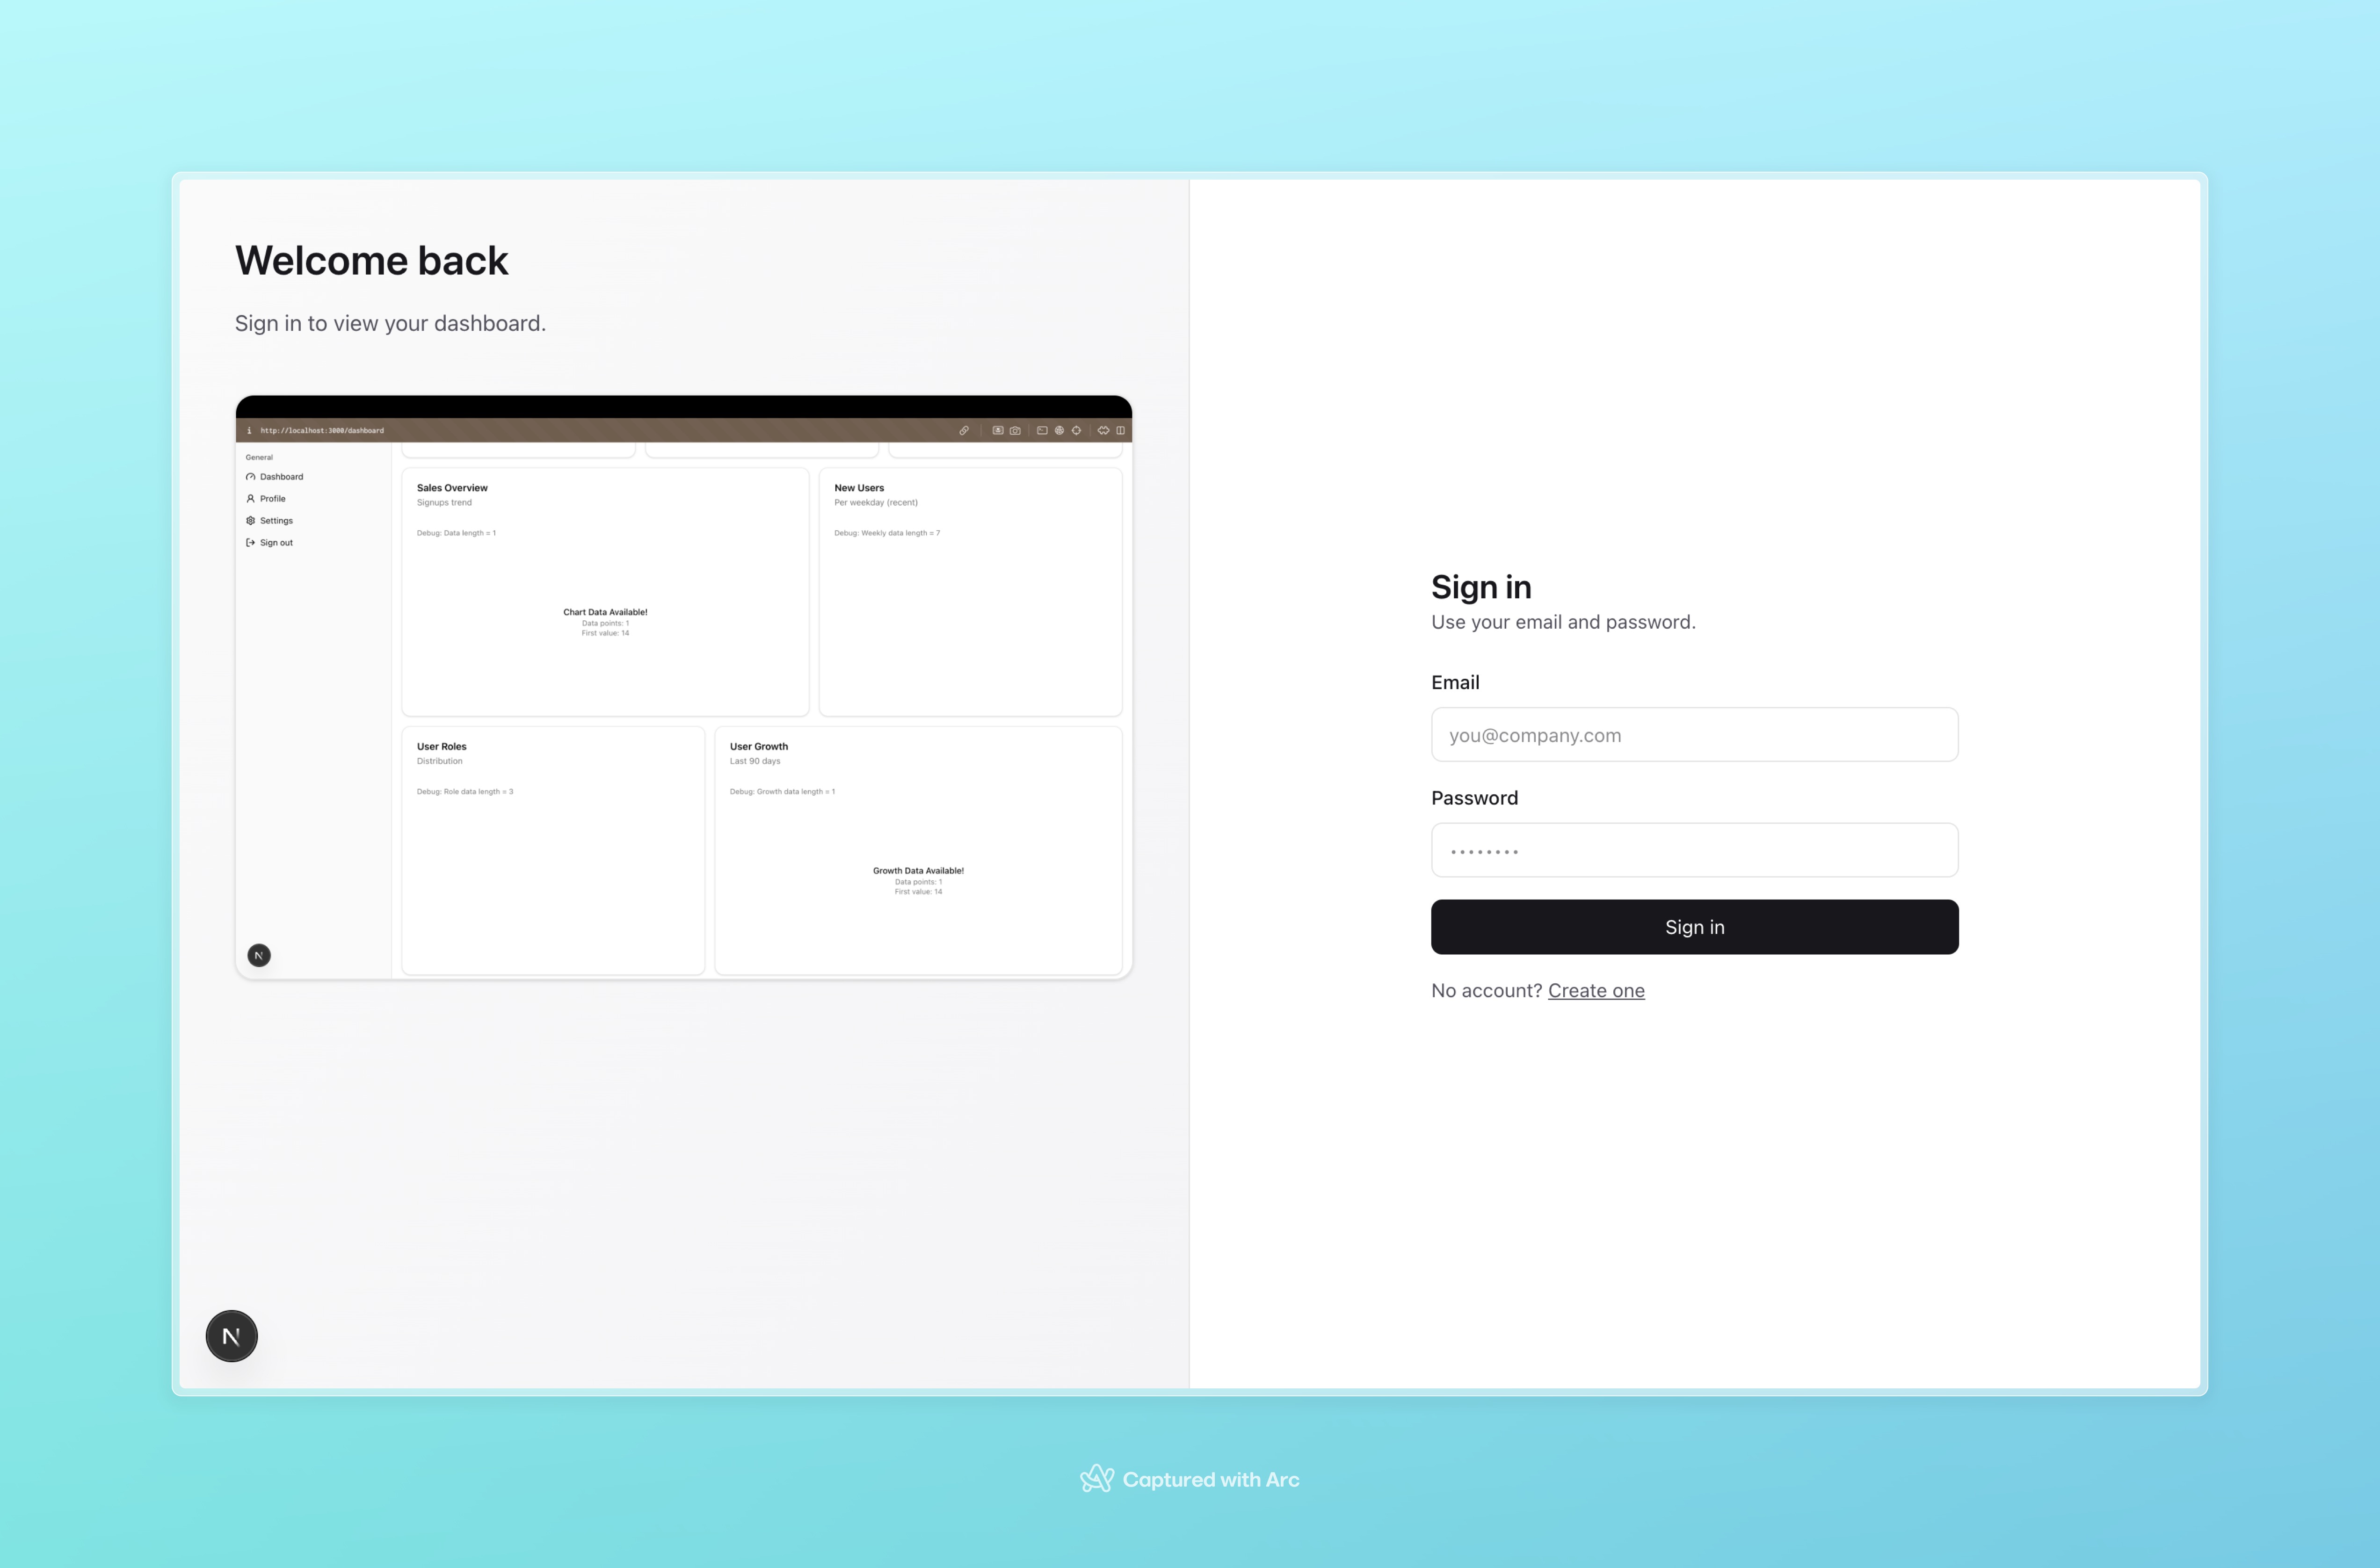 Welcome back
Sign in to view your dashboard.
http://localhost:3000/dashboard
General
Dashboard
Profile
Settings
Sign out
Sales Overview
Signups trend
Debug: Data length = 1
Chart Data Available!
Data points: 1
First value: 14
New Users
Per weekday (recent)
Debug: Weekly data length = 7
User Roles
Distribution
Debug: Role data length = 3
User Growth
Last 90 days
Debug: Growth data length = 1
Growth Data Available!
Data points: 1
First value: 14
N
N
Sign in
Use your email and password.
Email
you@company.com
Password
••••••••
Sign in
No account? Create one
Captured with Arc